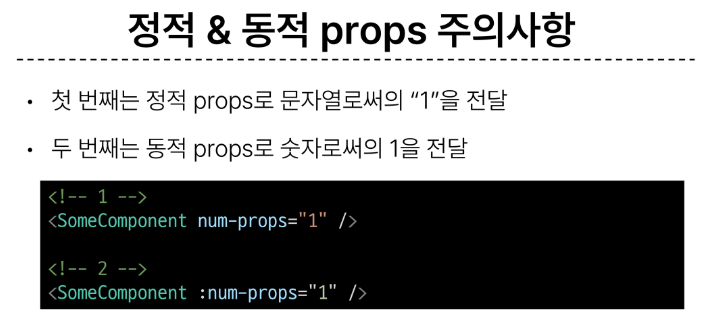 정적 & 동적 props 주의사항
• 첫 번째는 정적 props로 문자열로써의 “1”을 전달
• 두 번째는 동적 props로 숫자로써의 1을 전달
<!-- 1 -->
<SomeComponent num-props="1" />
<!-- 2 -->
<SomeComponent :num-props="1" />